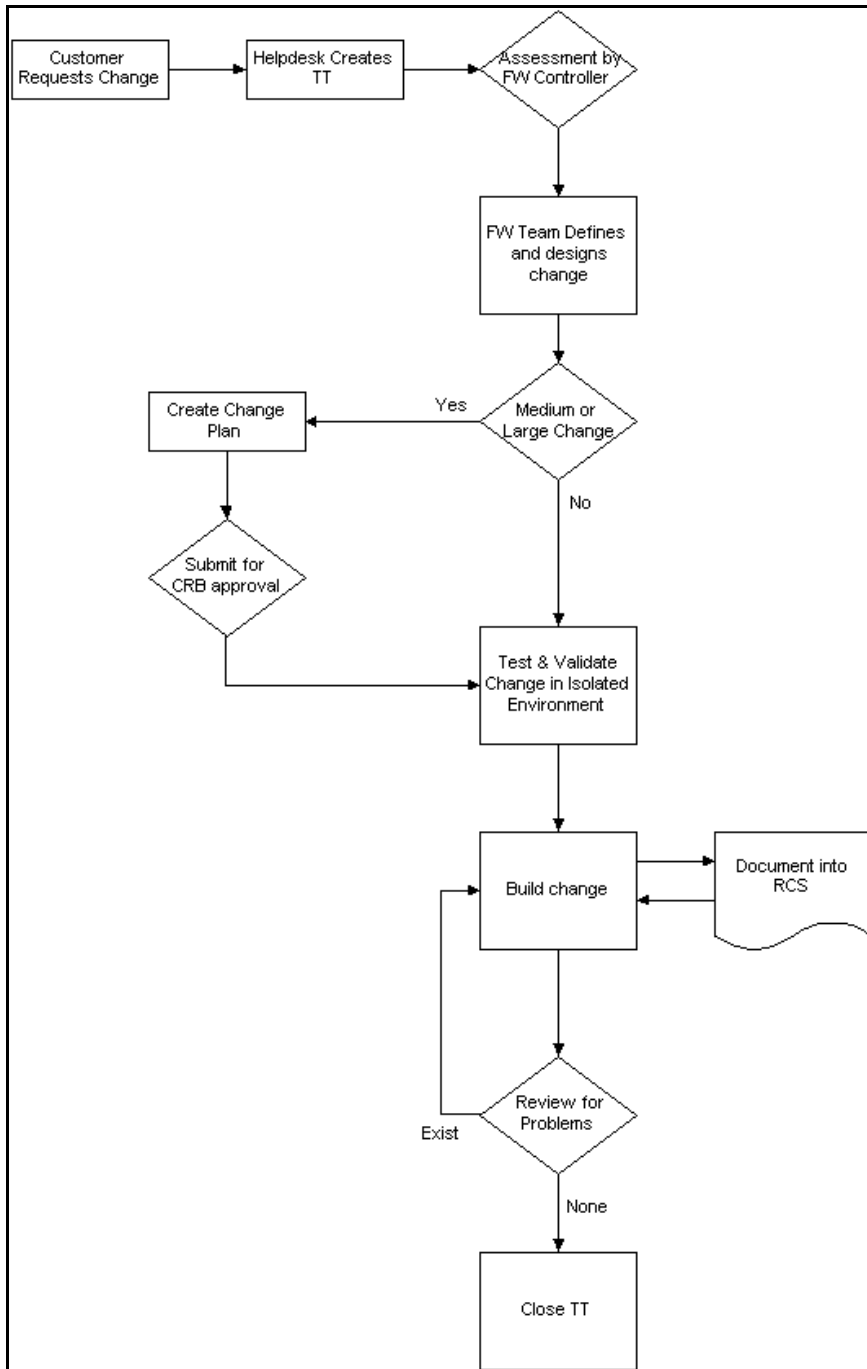 Customer
Requests Change
Helpdesk Creates
TT
Assessment by
FW Controller
FW Team Defines
and designs
change
Medium or
Large Change
Yes
No
Create Change
Plan
Submit for
CRB approval
Test & Validate
Change in Isolated
Environment
Build change
Document into
RCS
Review for
Problems
Exist
None
Close TT